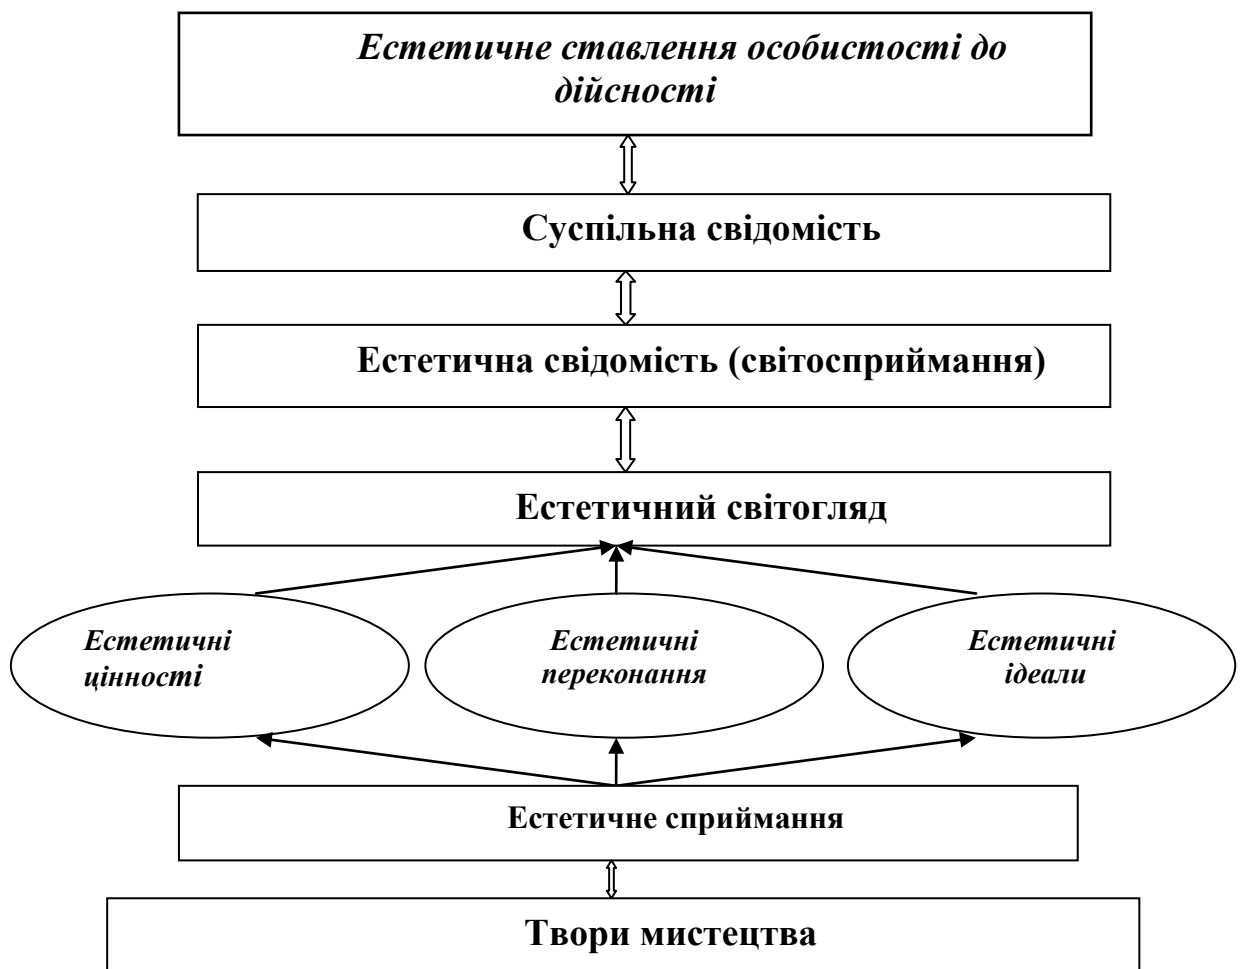 Естетичне ставлення особистості до
дійсності
Суспільна свідомість
Естетична свідомість (світосприймання)
Естетичний світогляд
Естетичні
цінності
Естетичні
переконання
Естетичні
ідеали
Естетичне сприймання
Твори мистецтва